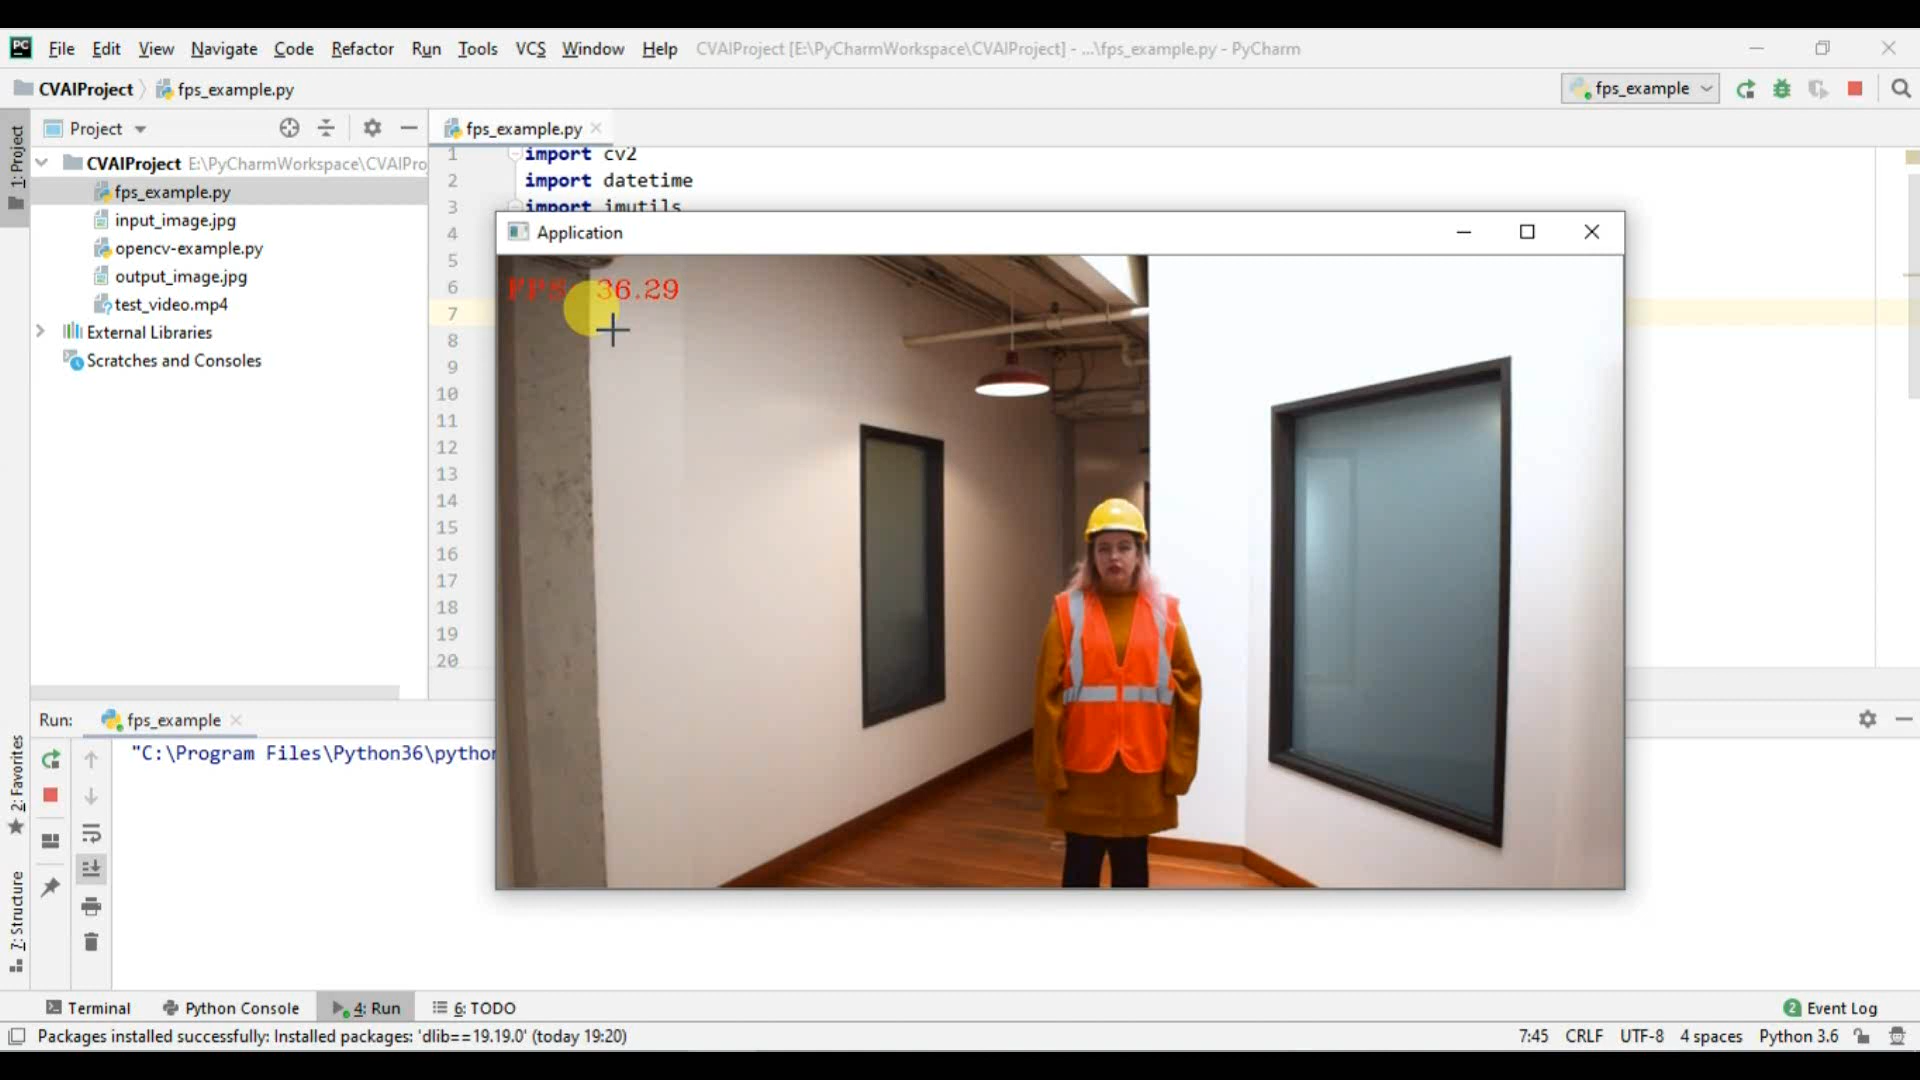 PC File Edit View Navigate Code Refactor Run Tools VCS Window Help CVAIProject [E:\PyCharmWorkspace\CVAIProject] - ...\fps_example.py - PyCharm
CVAIProject fps_example.py fps_example
1: Project
Project
fps_example.py
CVAIProject E:\PyCharmWorkspace\CVAIPro
fps_example.py
input_image.jpg
opencv-example.py
output_image.jpg
test_video.mp4
External Libraries
Scratches and Consoles
1 import cv2
2 import datetime
3 import imutils
4
5
6
7
8
9
10
11
12
13
14
15
16
17
18
19
20
Application
FPS: 36.29
Run: fps_example
"C:\Program Files\Python36\python
2: Favorites
7: Structure
Terminal Python Console 4: Run 6: TODO 2 Event Log
Packages installed successfully: Installed packages: 'dlib==19.19.0' (today 19:20) 7:45 CRLF UTF-8 4 spaces Python 3.6